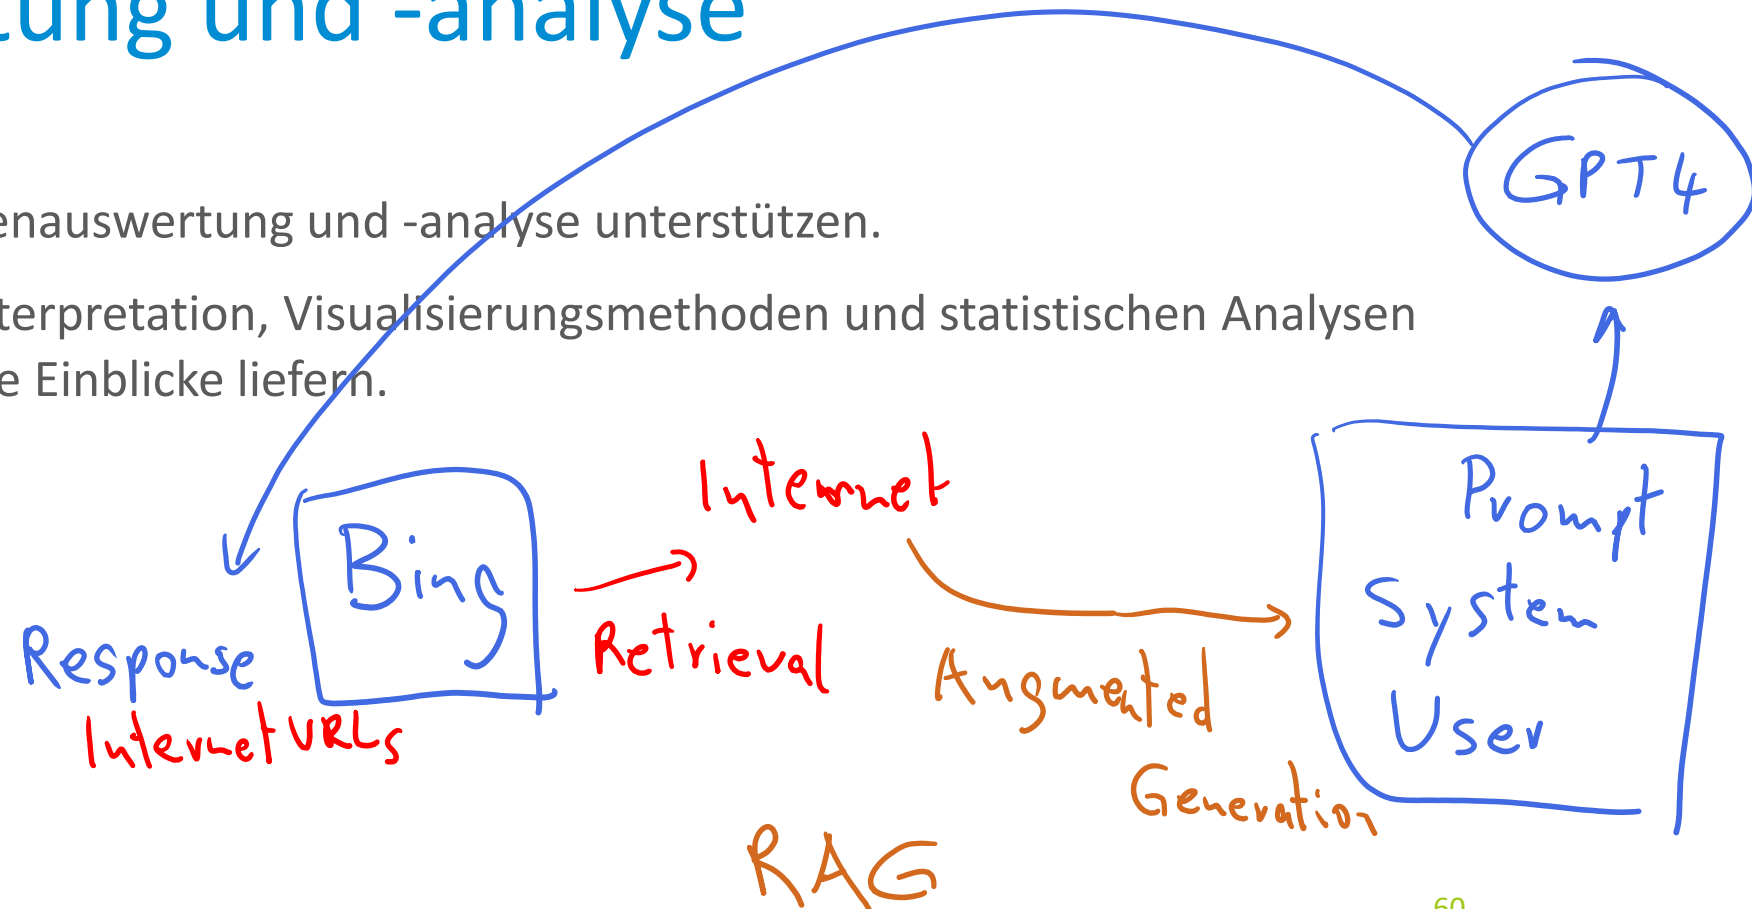 tung und -analyse
enauswertung und -analyse unterstützen.
terpretation, Visualisierungsmethoden und statistischen Analysen
e Einblicke liefern.
GPT4
Internet
Bing
Retrieval
Response
Internet URLs
Augmented
Generation
Prompt
System
User
RAG
60